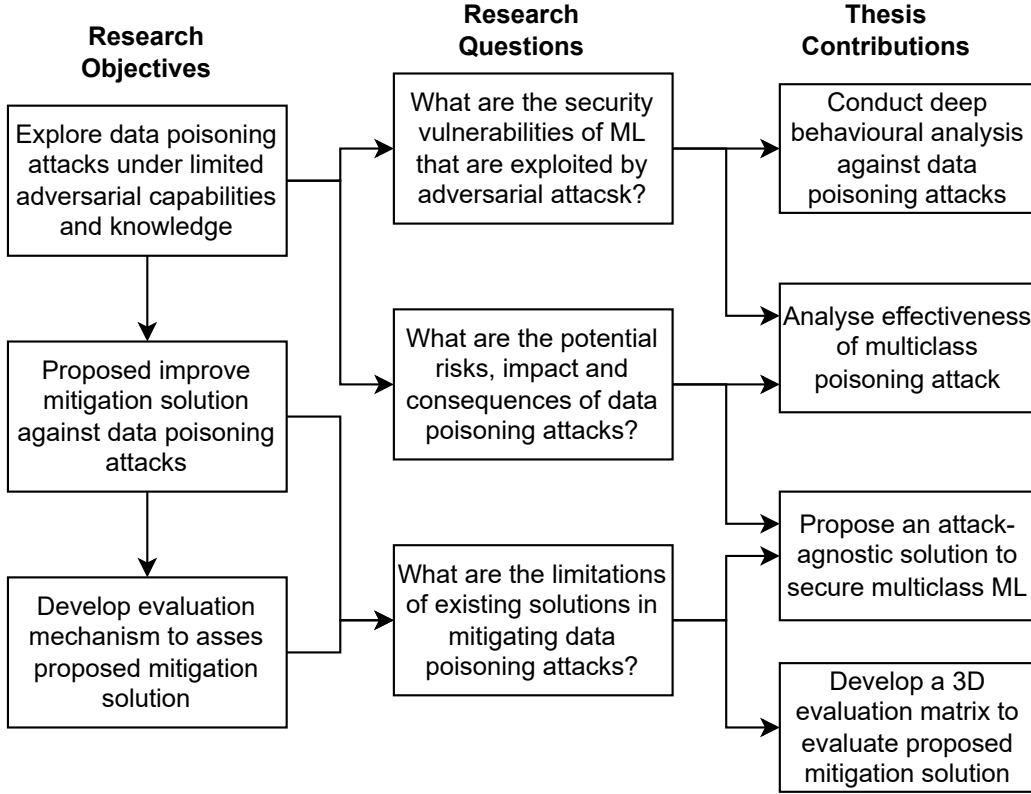 Research
Objectives
Explore data poisoning
attacks under limited
adversarial capabilities
and knowledge
Proposed improve
mitigation solution
against data poisoning
attacks
Develop evaluation
mechanism to asses
proposed mitigation
solution
Research
Questions
What are the security
vulnerabilities of ML
that are exploited by
adversarial attacsk?
What are the potential
risks, impact and
consequences of data
poisoning attacks?
What are the limitations
of existing solutions in
mitigating data
poisoning attacks?
Thesis
Contributions
Conduct deep
behavioural analysis
against data
poisoning attacks
Analyse effectiveness
of multiclass
poisoning attack
Propose an attack-
agnostic solution to
secure multiclass ML
Develop a 3D
evaluation matrix to
evaluate proposed
mitigation solution